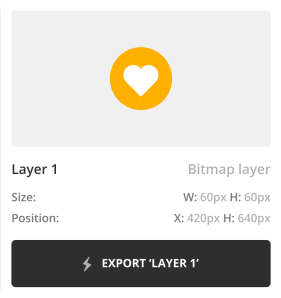 Layer 1 Bitmap layer
Size: W: 60px H: 60px
Position: X: 420px H: 640px
EXPORT ‘LAYER 1’